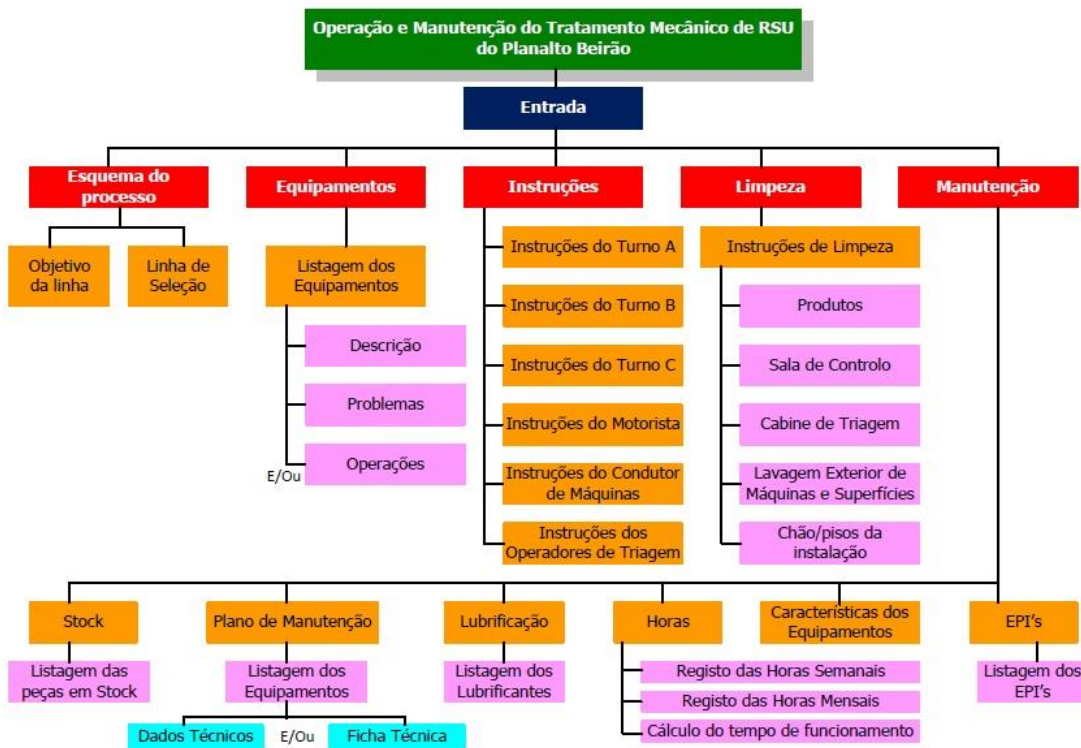 Operação e Manutenção do Tratamento Mecânico de RSU
do Planalto Beirão
Entrada
Esquema do
processo
Equipamentos
Instruções
Limpeza
Manutenção
Objetivo
da linha
Linha de
Seleção
Listagem dos
Equipamentos
Descrição
Problemas
Operações
E/Ou
Instruções do Turno A
Instruções do Turno B
Instruções do Turno C
Instruções do Motorista
Instruções do Condutor
de Máquinas
Instruções dos
Operadores de Triagem
Instruções de Limpeza
Produtos
Sala de Controlo
Cabine de Triagem
Lavagem Exterior de
Máquinas e Superfícies
Chão/pisos da
instalação
Stock
Listagem das
peças em Stock
Plano de Manutenção
Listagem dos
Equipamentos
Dados Técnicos
E/Ou
Ficha Técnica
Lubrificação
Listagem dos
Lubrificantes
Horas
Registo das Horas Semanais
Registo das Horas Mensais
Cálculo do tempo de funcionamento
Características dos
Equipamentos
EPI's
Listagem dos
EPI's